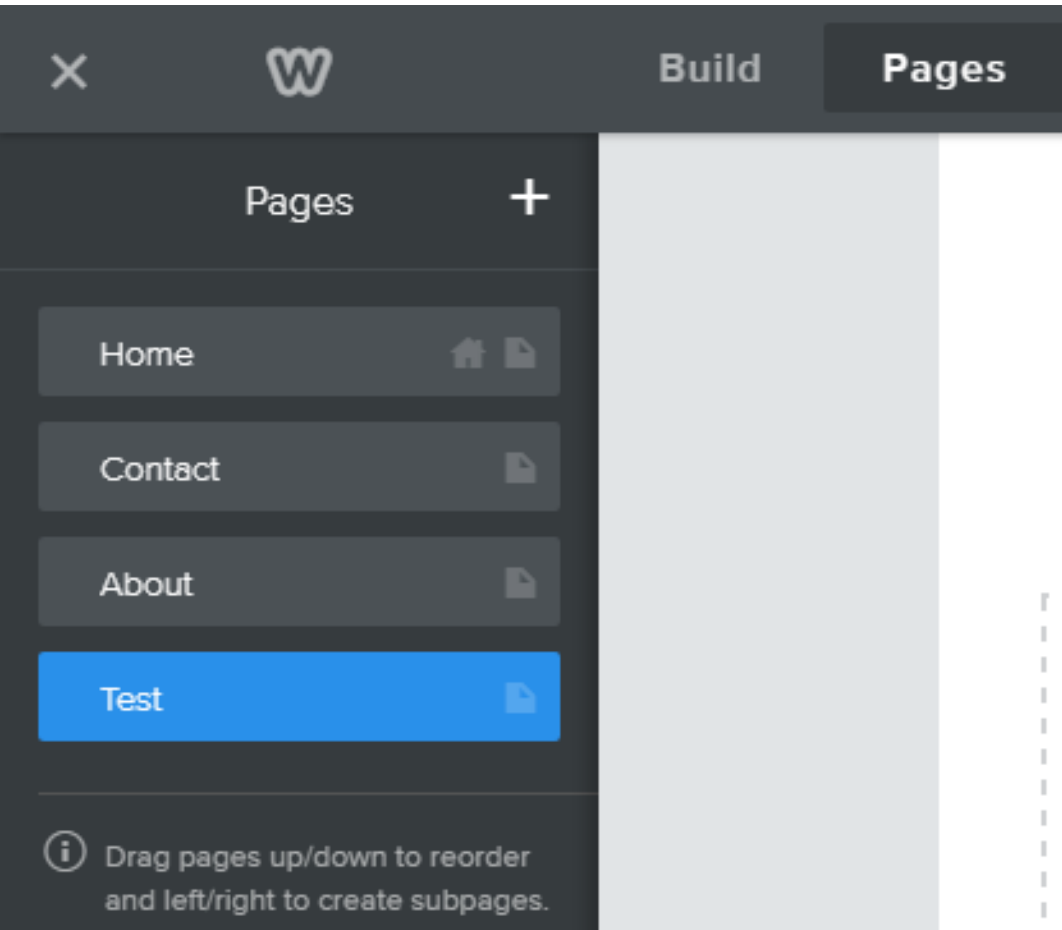 Build Pages
Pages
Home
Contact
About
Test
Drag pages up/down to reorder
and left/right to create subpages.